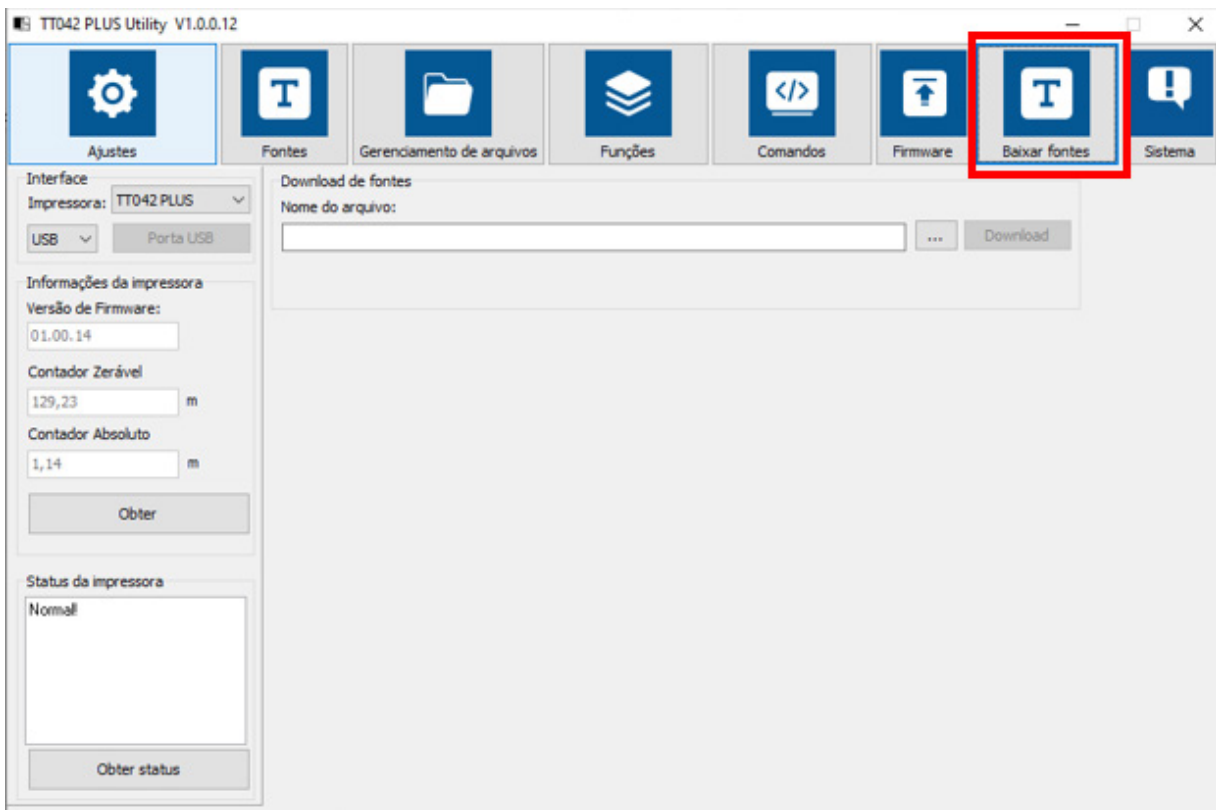 TT042 PLUS Utility V1.0.0.12
Ajustes
Fontes
Gerenciamento de arquivos
Funções
Comandos
Firmware
Baixar fontes
Sistema
Interface
Impressora: TT042 PLUS
USB Porta USB
Informações da impressora
Versão de Firmware:
01.00.14
Contador Zerável
129,23 m
Contador Absoluto
1,14 m
Obter
Status da impressora
Normal!
Obter status
Download de fontes
Nome do arquivo:
... Download